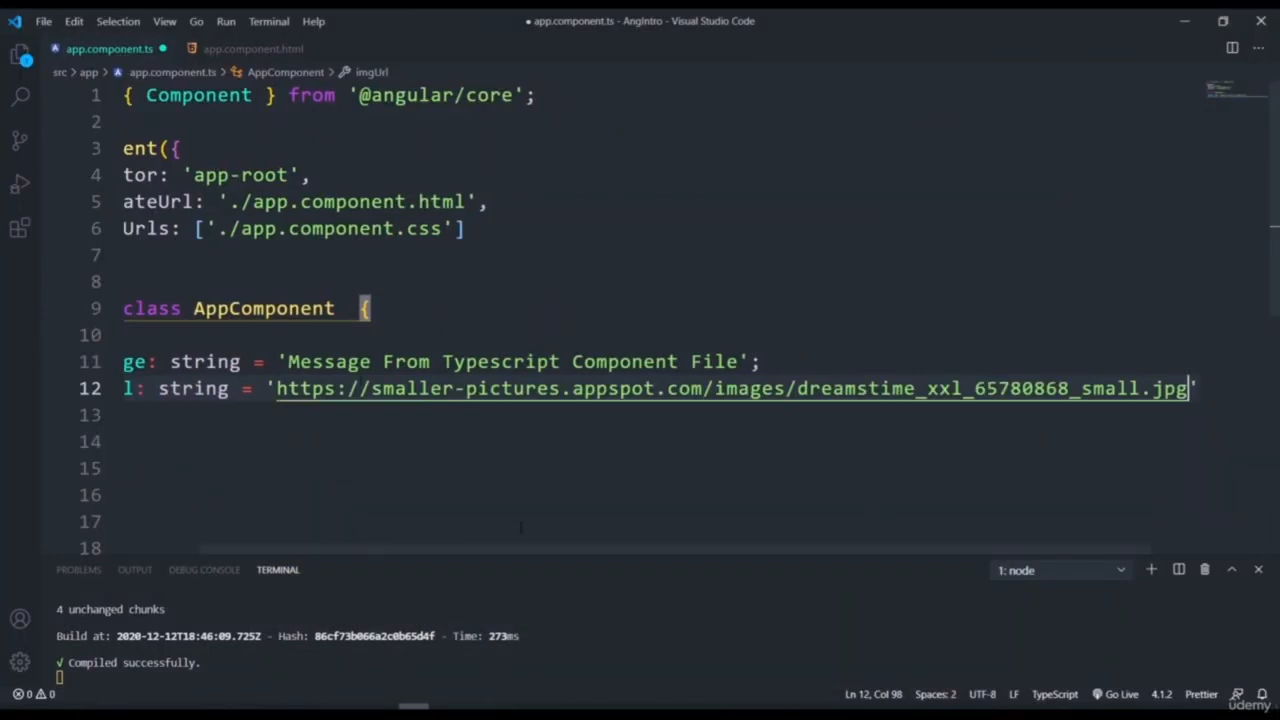 File Edit Selection View Go Run Terminal Help
● app.component.ts - AngIntro - Visual Studio Code
app.component.ts ●
app.component.html
src > app > app.component.ts > AppComponent > imgUrl
1 { Component } from '@angular/core';
2
3 ent({
4 tor: 'app-root',
5 ateUrl: './app.component.html',
6 Urls: ['./app.component.css']
7
8
9 class AppComponent {
10
11 ge: string = 'Message From Typescript Component File';
12 l: string = 'https://smaller-pictures.appspot.com/images/dreamstime_xxl_65780868_small.jpg'
13
14
15
16
17
18
PROBLEMS OUTPUT DEBUG CONSOLE TERMINAL
1: node
4 unchanged chunks
Build at: 2020-12-12T18:46:09.725Z - Hash: 86cf73b066a2c0b65d4f - Time: 273ms
√ Compiled successfully.
0 0
Ln 12, Col 98 Spaces: 2 UTF-8 LF TypeScript Go Live 4.1.2 Prettier
udemy